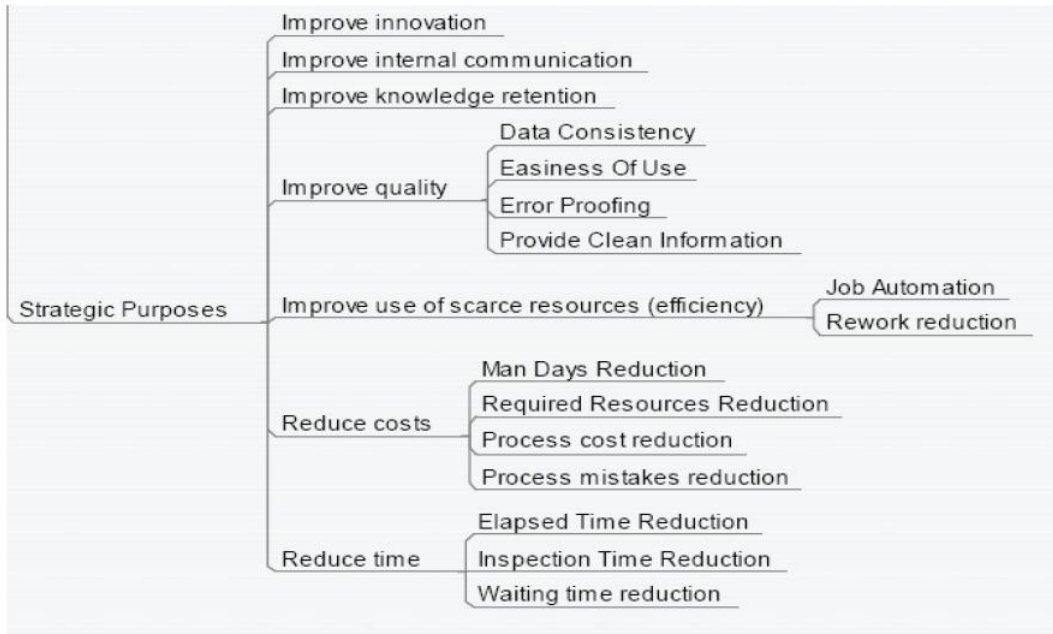 Improve innovation
Improve internal communication
Improve knowledge retention
Data Consistency
Easiness Of Use
Improve quality
Error Proofing
Provide Clean Information
Job Automation
Strategic Purposes
Improve use of scarce resources (efficiency)
Rework reduction
Man Days Reduction
Required Resources Reduction
Reduce costs
Process cost reduction
Process mistakes reduction
Elapsed Time Reduction
Reduce time
Inspection Time Reduction
Waiting time reduction